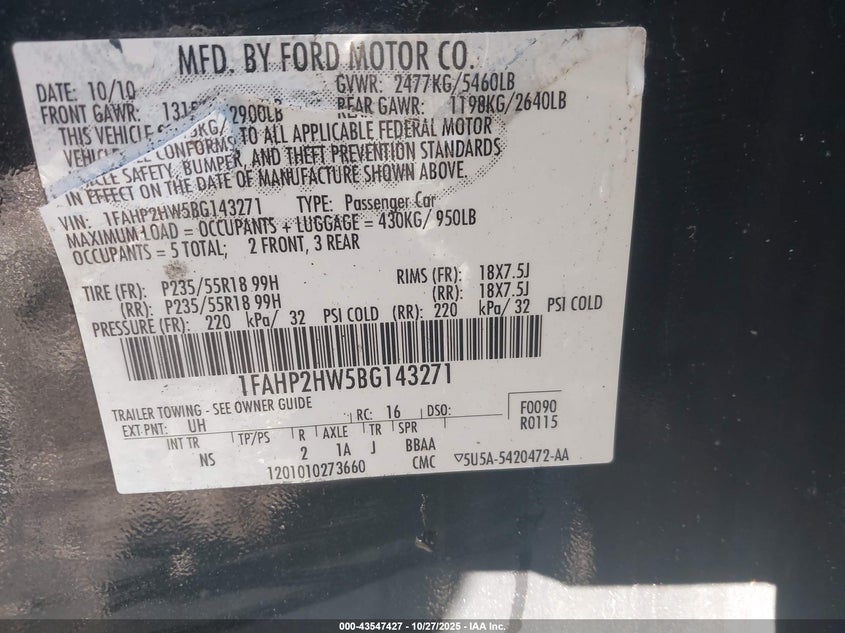 MFD. BY FORD MOTOR CO.
DATE: 10/10 GVWR: 2477KG/5460LB
FRONT GAWR: 2900LB REAR GAWR: 1198KG/2640LB
THIS VEHICLE TO ALL APPLICABLE FEDERAL MOTOR
VEHICLE CONFORMS
SAFETY, BUMPER, AND THEFT PREVENTION STANDARDS
IN EFFECT ON THE DATE OF MANUFACTURE SHOWN ABOVE.
VIN: 1FAHP2HW5BG143271 TYPE: Passenger Car
MAXIMUM LOAD = OCCUPANTS + LUGGAGE = 430KG/ 950LB
OCCUPANTS = 5 TOTAL; 2 FRONT, 3 REAR
TIRE (FR): P235/55R18 99H RIMS (FR): 18X7.5J
(RR): P235/55R18 99H (RR): 18X7.5J
PRESSURE (FR): 220 kPa/ 32 PSI COLD (RR): 220 kPa/ 32 PSI COLD
1FAHP2HW5BG143271
TRAILER TOWING - SEE OWNER GUIDE
EXT PNT: UH RC: 16 DSO: F0090
R0115
INT TR TP/PS R AXLE TR SPR
NS 2 1A J BBAA
1201010273660 CMC ▽5U5A-5420472-AA
000-43547427 - 10/27/2025 - IAA Inc.